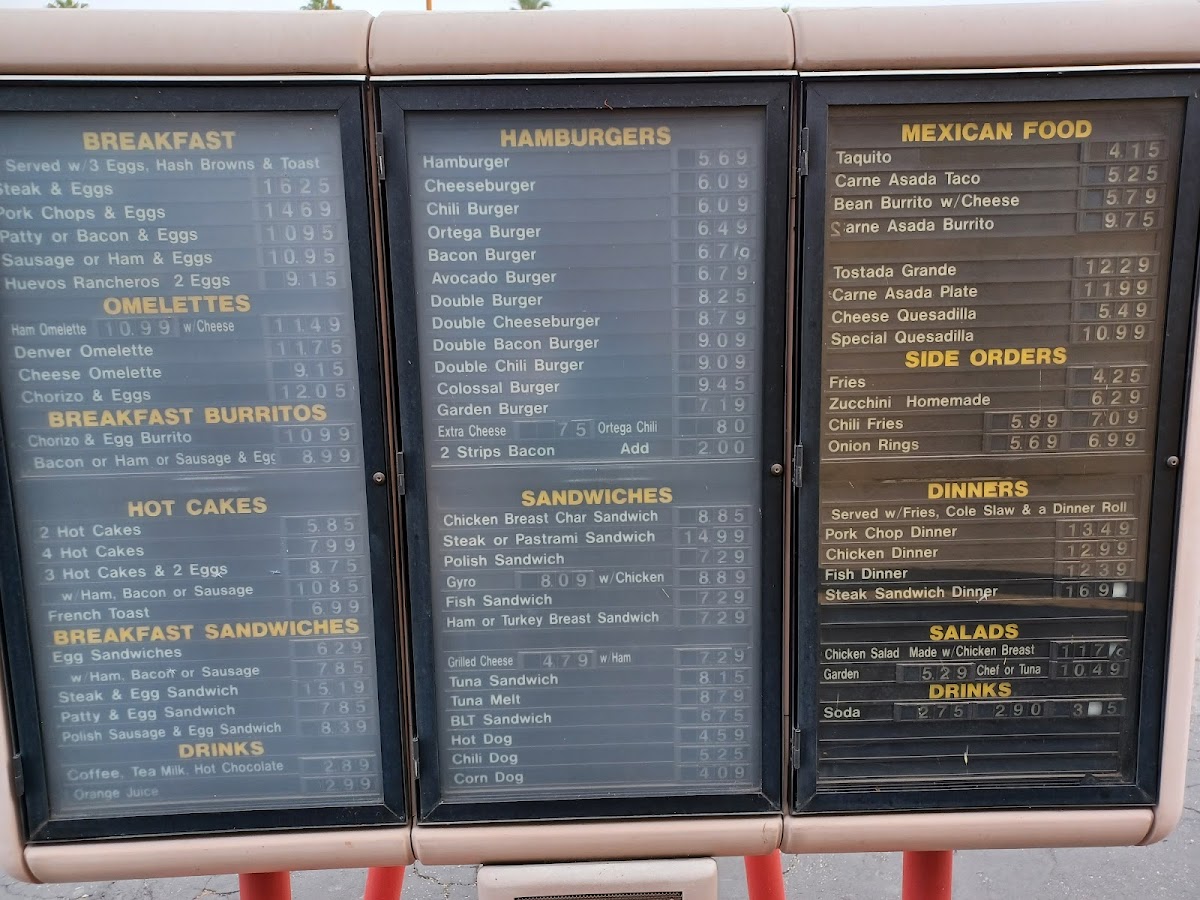 BREAKFAST
Served w/3 Eggs, Hash Browns & Toast
Steak & Eggs 16 25
Pork Chops & Eggs 14 69
Patty or Bacon & Eggs 10 95
Sausage or Ham & Eggs 10.95
Huevos Rancheros 2 Eggs 9.15
OMELETTES
Ham Omelette 10.99 w/Cheese 11.49
Denver Omelette 11.75
Cheese Omelette 9.15
Chorizo & Eggs 12 05
BREAKFAST BURRITOS
Chorizo & Egg Burrito 10 99
Bacon or Ham or Sausage & Egg 8.99
HOT CAKES
2 Hot Cakes 5.85
4 Hot Cakes 7 99
3 Hot Cakes & 2 Eggs 8.75
w/Ham, Bacon or Sausage 10 85
French Toast 6.99
BREAKFAST SANDWICHES
Egg Sandwiches 6 29
w/Ham, Bacon or Sausage 7.85
Steak & Egg Sandwich 15 19
Patty & Egg Sandwich 7.85
Polish Sausage & Egg Sandwich 8.39
DRINKS
Coffee, Tea Milk, Hot Chocolate 2.89
Orange Juice 2.99
HAMBURGERS
Hamburger 5.69
Cheeseburger 6.09
Chili Burger 6.09
Ortega Burger 6.49
Bacon Burger 6.79
Avocado Burger 6.79
Double Burger 8.25
Double Cheeseburger 8.79
Double Bacon Burger 9.09
Double Chili Burger 9.09
Colossal Burger 9.45
Garden Burger 7 19
Extra Cheese 75 Ortega Chili 80
2 Strips Bacon Add 2 00
SANDWICHES
Chicken Breast Char Sandwich 8.85
Steak or Pastrami Sandwich 14 99
Polish Sandwich 7 29
Gyro 8.09 w/Chicken 8.89
Fish Sandwich 7 29
Ham or Turkey Breast Sandwich 7 29
Grilled Cheese 4 79 w/Ham 7 29
Tuna Sandwich 8 15
Tuna Melt 8 79
BLT Sandwich 6 75
Hot Dog 4 59
Chili Dog 5 25
Corn Dog 4 09
MEXICAN FOOD
Taquito 4.15
Carne Asada Taco 5.25
Bean Burrito w/Cheese 5.79
arne Asada Burrito 9.75
Tostada Grande 12 29
Carne Asada Plate 11 99
Cheese Quesadilla 5.49
Special Quesadilla 10.99
SIDE ORDERS
Fries 4.25
Zucchini Homemade 6.29
Chili Fries 5.99 7 09
Onion Rings 5.69 6.99
DINNERS
Served w/Fries, Cole Slaw & a Dinner Roll
Pork Chop Dinner 13 49
Chicken Dinner 12.99
Fish Dinner 12 39
Steak Sandwich Dinner 16 9
SALADS
Chicken Salad Made w/Chicken Breast
Garden 5.29 Chef or Tuna 10.49
DRINKS
Soda 2 75 2 90 3 5